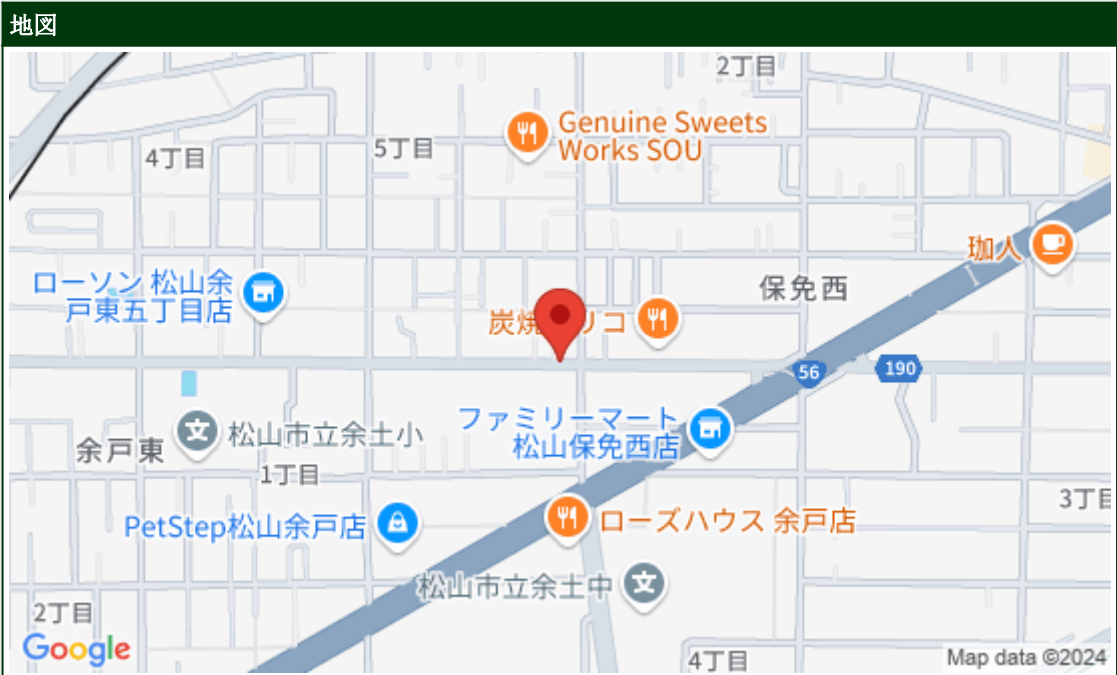 地図
2丁目
Genuine Sweets
Works SOU
4丁目
5丁目
珈人
ローソン 松山余
戸東五丁目店
保免西
炭焼
リコ
56
190
ファミリーマート
松山保免西店
松山市立余土小
余戸東
1丁目
3丁目
PetStep松山余戸店
ローズハウス 余戸店
松山市立余土中
2丁目
Google
4丁目
Map data ©2024